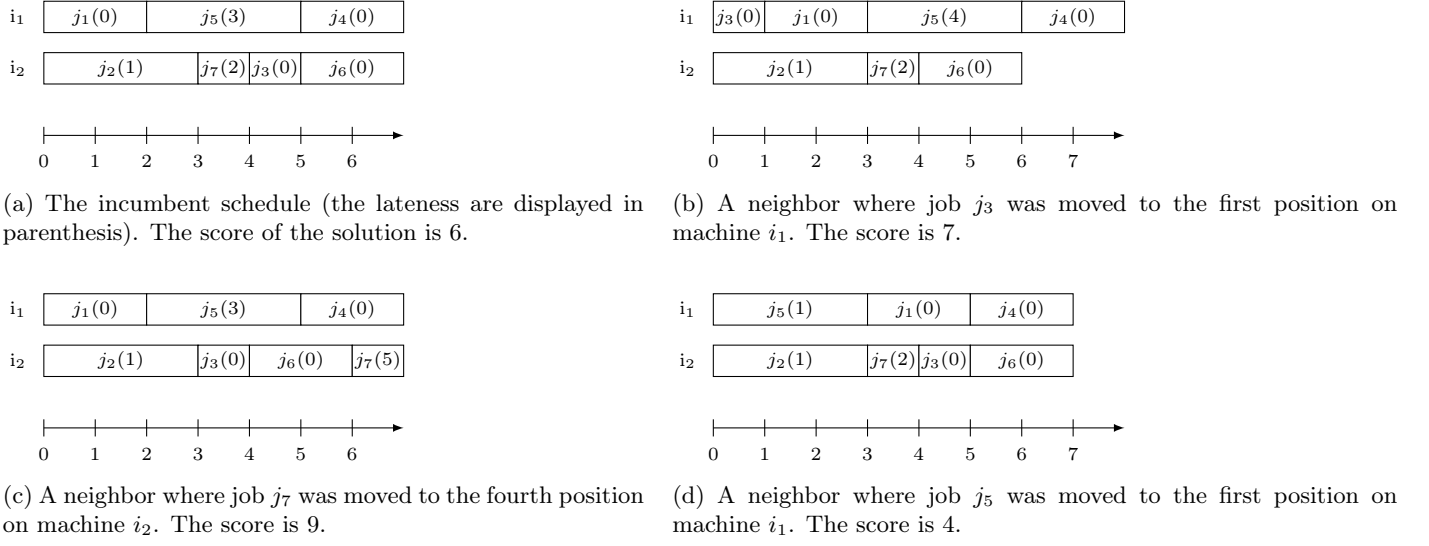 i₁ j₁(0) j₅(3) j₄(0)
i₂ j₂(1) j₇(2) j₃(0) j₆(0)
0 1 2 3 4 5 6
(a) The incumbent schedule (the lateness are displayed in
parenthesis). The score of the solution is 6.
i₁ j₃(0) j₁(0) j₅(4) j₄(0)
i₂ j₂(1) j₇(2) j₆(0)
0 1 2 3 4 5 6 7
(b) A neighbor where job j₃ was moved to the first position on
machine i₁. The score is 7.
i₁ j₁(0) j₅(3) j₄(0)
i₂ j₂(1) j₃(0) j₆(0) j₇(5)
0 1 2 3 4 5 6
(c) A neighbor where job j₇ was moved to the fourth position
on machine i₂. The score is 9.
i₁ j₅(1) j₁(0) j₄(0)
i₂ j₂(1) j₇(2) j₃(0) j₆(0)
0 1 2 3 4 5 6 7
(d) A neighbor where job j₅ was moved to the first position on
machine i₁. The score is 4.